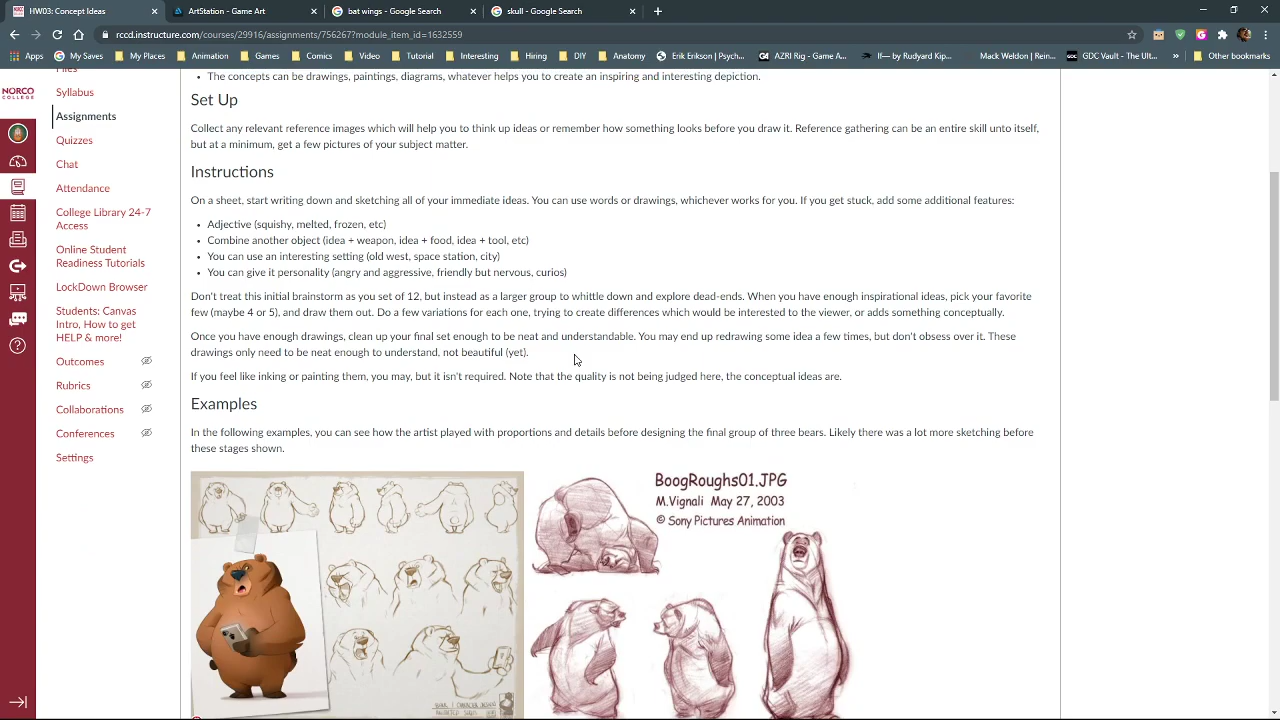 HW03: Concept Ideas
ArtStation - Game Art
bat wings - Google Search
skull - Google Search
rccd.instructure.com/courses/29916/assignments/756267?module_item_id=1632559
Apps
My Saves
My Places
Games
Comics
Video
Tutorial
Interesting
Hiring
DIY
Anatomy
Erik Erikson | Psych...
AZRI Rig - Game A...
If— by Rudyard Kip...
Mack Weldon | Rein...
GDC Vault - The Ult...
Other bookmarks
NORCO
COLLEGE
Files
Syllabus
Assignments
Quizzes
Chat
Attendance
College Library 24-7
Access
Online Student
Readiness Tutorials
LockDown Browser
Students: Canvas
Intro, How to get
HELP & more!
Outcomes
Rubrics
Collaborations
Conferences
Settings
The concepts can be drawings, paintings, diagrams, whatever helps you to create an inspiring and interesting depiction.
Set Up
Collect any relevant reference images which will help you to think up ideas or remember how something looks before you draw it. Reference gathering can be an entire skill unto itself,
but at a minimum, get a few pictures of your subject matter.
Instructions
On a sheet, start writing down and sketching all of your immediate ideas. You can use words or drawings, whichever works for you. If you get stuck, add some additional features:
Adjective (squishy, melted, frozen, etc)
Combine another object (idea + weapon, idea + food, idea + tool, etc)
You can use an interesting setting (old west, space station, city)
You can give it personality (angry and aggressive, friendly but nervous, curios)
Don't treat this initial brainstorm as you set of 12, but instead as a larger group to whittle down and explore dead-ends. When you have enough inspirational ideas, pick your favorite
few (maybe 4 or 5), and draw them out. Do a few variations for each one, trying to create differences which would be interested to the viewer, or adds something conceptually.
Once you have enough drawings, clean up your final set enough to be neat and understandable. You may end up redrawing some idea a few times, but don't obsess over it. These
drawings only need to be neat enough to understand, not beautiful (yet).
If you feel like inking or painting them, you may, but it isn't required. Note that the quality is not being judged here, the conceptual ideas are.
Examples
In the following examples, you can see how the artist played with proportions and details before designing the final group of three bears. Likely there was a lot more sketching before
these stages shown.
BoogRoughs01.JPG
M.Vignali May 27, 2003
© Sony Pictures Animation